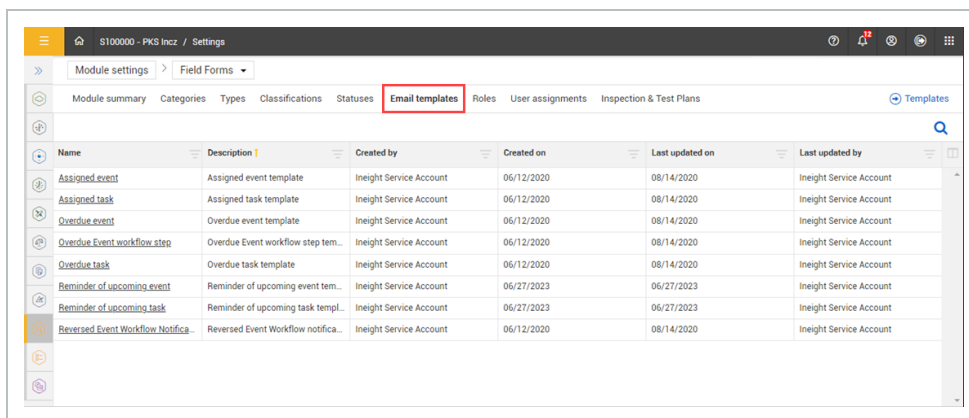 S100000 - PKS Incz / Settings 12
Module settings > Field Forms
Module summary Categories Types Classifications Statuses Email templates Roles User assignments Inspection & Test Plans Templates
Name Description Created by Created on Last updated on Last updated by
Assigned event Assigned event template Ineight Service Account 06/12/2020 08/14/2020 Ineight Service Account
Assigned task Assigned task template Ineight Service Account 06/12/2020 08/14/2020 Ineight Service Account
Overdue event Overdue event template Ineight Service Account 06/12/2020 08/14/2020 Ineight Service Account
Overdue Event workflow step Overdue Event workflow step tem... Ineight Service Account 06/12/2020 08/14/2020 Ineight Service Account
Overdue task Overdue task template Ineight Service Account 06/12/2020 08/14/2020 Ineight Service Account
Reminder of upcoming event Reminder of upcoming event tem... Ineight Service Account 06/27/2023 06/27/2023 Ineight Service Account
Reminder of upcoming task Reminder of upcoming task templ... Ineight Service Account 06/27/2023 06/27/2023 Ineight Service Account
Reversed Event Workflow Notifica... Reversed Event Workflow notifica... Ineight Service Account 06/12/2020 08/14/2020 Ineight Service Account